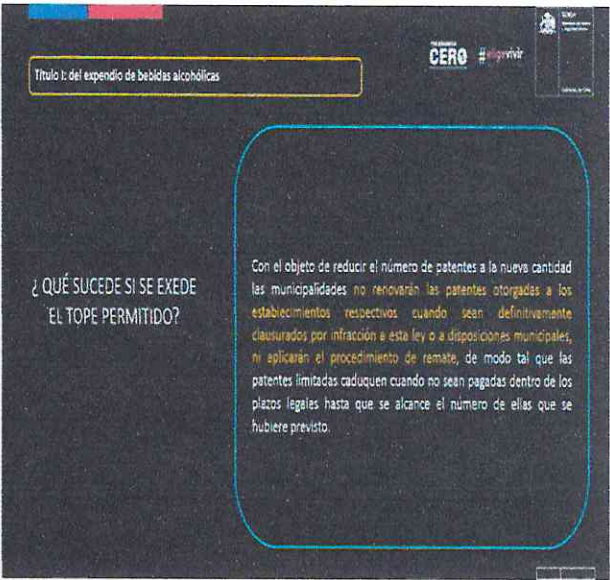 Título I: del expendio de bebidas alcohólicas
CERO
#eligevivir
¿ QUÉ SUCEDE SI SE EXEDE
EL TOPE PERMITIDO?
Con el objeto de reducir el número de patentes a la nueva cantidad
las municipalidades no renovarán las patentes otorgadas a los
establecimientos respectivos cuando sean definitivamente
clausurados por infracción a esta ley o a disposiciones municipales,
ni aplicarán el procedimiento de remate, de modo tal que las
patentes limitadas caduquen cuando no sean pagadas dentro de los
plazos legales hasta que se alcance el número de ellas que se
hubiere previsto.